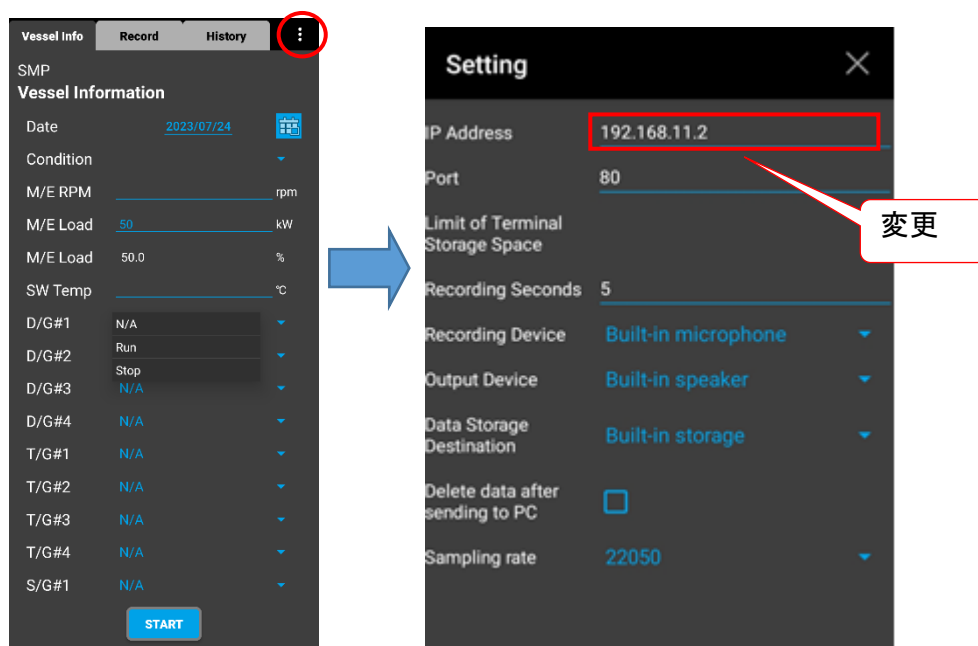 Vessel Info Record History
SMP
Vessel Information
Date 2023/07/24
Condition
M/E RPM rpm
M/E Load 50 kW
M/E Load 50.0 %
SW Temp ℃
D/G#1 N/A
Run
D/G#2
Stop
D/G#3 N/A
D/G#4 N/A
T/G#1 N/A
T/G#2 N/A
T/G#3 N/A
T/G#4 N/A
S/G#1 N/A
START
Setting
IP Address 192.168.11.2
Port 80
Limit of Terminal
Storage Space
Recording Seconds 5
Recording Device Built-in microphone
Output Device Built-in speaker
Data Storage
Destination Built-in storage
Delete data after
sending to PC
Sampling rate 22050
変更